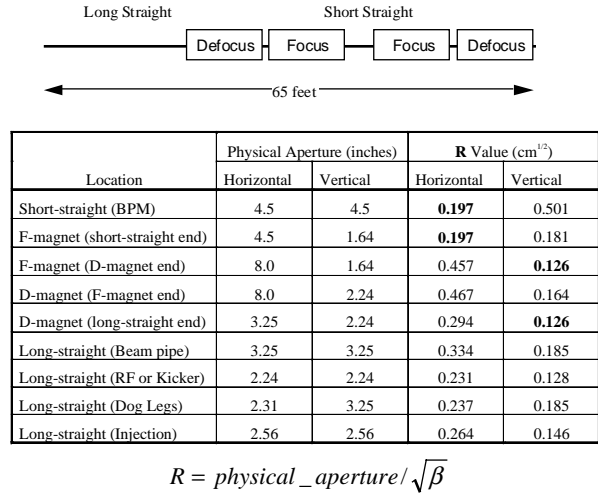 Long Straight Short Straight
Defocus Focus Focus Defocus
65 feet
Physical Aperture (inches) R Value (cm^1/2)
Location Horizontal Vertical Horizontal Vertical
Short-straight (BPM) 4.5 4.5 0.197 0.501
F-magnet (short-straight end) 4.5 1.64 0.197 0.181
F-magnet (D-magnet end) 8.0 1.64 0.457 0.126
D-magnet (F-magnet end) 8.0 2.24 0.467 0.164
D-magnet (long-straight end) 3.25 2.24 0.294 0.126
Long-straight (Beam pipe) 3.25 3.25 0.334 0.185
Long-straight (RF or Kicker) 2.24 2.24 0.231 0.128
Long-straight (Dog Legs) 2.31 3.25 0.237 0.185
Long-straight (Injection) 2.56 2.56 0.264 0.146
R = physical_aperture/√β